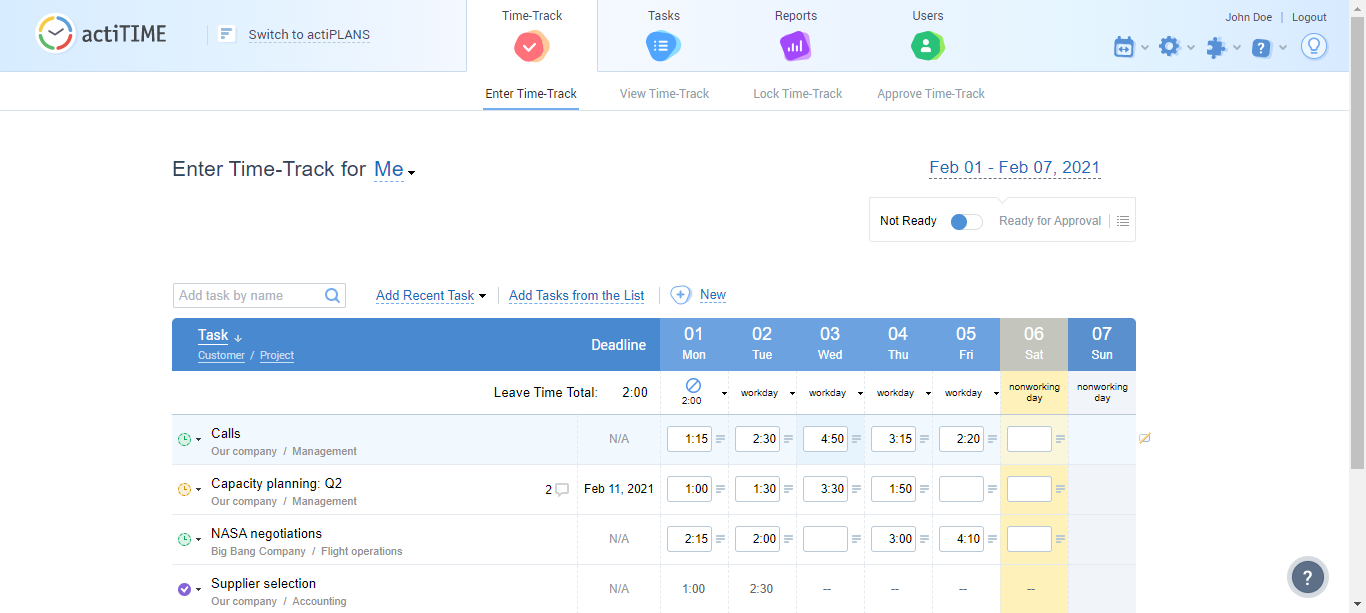 actiTIME
Switch to actiPLANS
Time-Track
Tasks
Reports
Users
John Doe | Logout
Enter Time-Track
View Time-Track
Lock Time-Track
Approve Time-Track
Enter Time-Track for Me
Feb 01 - Feb 07, 2021
Not Ready
Ready for Approval
Add task by name
Add Recent Task
Add Tasks from the List
New
Task ↓
Customer / Project
Deadline
01 02 03 04 05 06 07
Mon Tue Wed Thu Fri Sat Sun
Leave Time Total: 2:00
2:00
workday
workday
workday
workday
nonworking
day
nonworking
day
Calls
Our company / Management
N/A 1:15 2:30 4:50 3:15 2:20
Capacity planning: Q2
Our company / Management
2 Feb 11, 2021 1:00 1:30 3:30 1:50
NASA negotiations
Big Bang Company / Flight operations
N/A 2:15 2:00 3:00 4:10
Supplier selection
Our company / Accounting
N/A 1:00 2:30 -- -- -- --
?